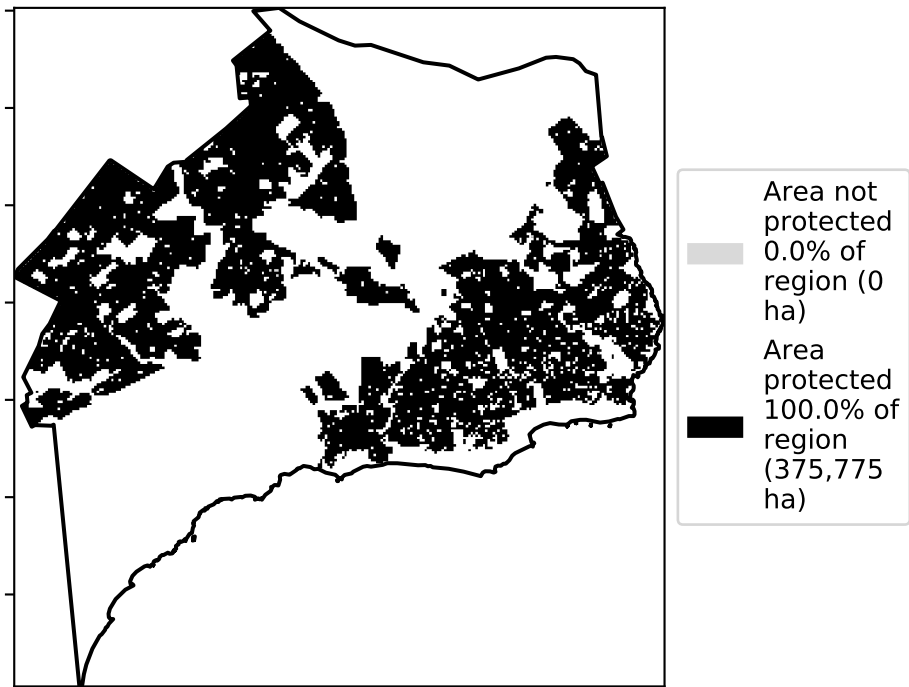 Area not
protected
0.0% of
region (0
ha)
Area
protected
100.0% of
region
(375,775
ha)